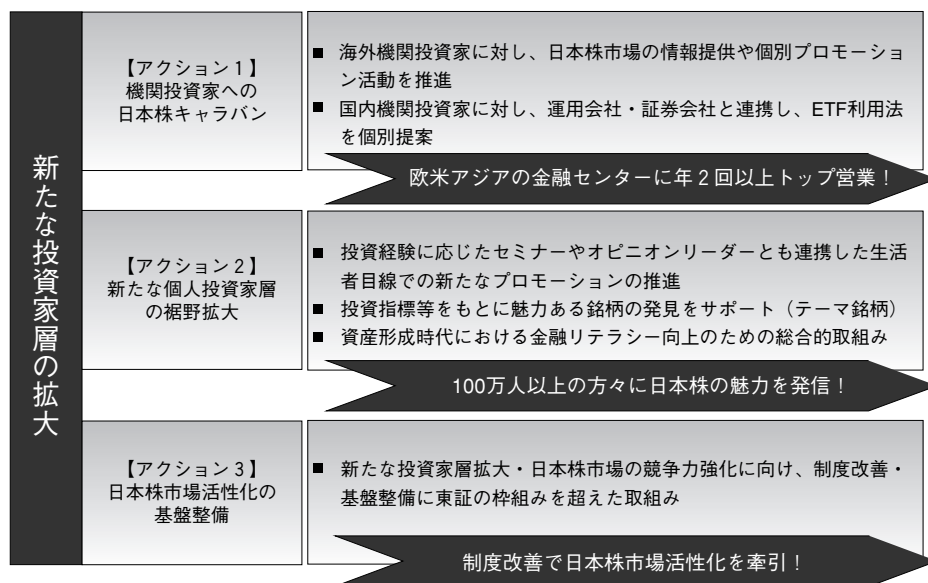 新たな投資家層の拡大
【アクション１】
機関投資家への
日本株キャラバン
■ 海外機関投資家に対し、日本株市場の情報提供や個別プロモーショ
ン活動を推進
■ 国内機関投資家に対し、運用会社・証券会社と連携し、ETF利用法
を個別提案
欧米アジアの金融センターに年２回以上トップ営業！
【アクション２】
新たな個人投資家層
の裾野拡大
■ 投資経験に応じたセミナーやオピニオンリーダーとも連携した生活
者目線での新たなプロモーションの推進
■ 投資指標等をもとに魅力ある銘柄の発見をサポート（テーマ銘柄）
■ 資産形成時代における金融リテラシー向上のための総合的取組み
100万人以上の方々に日本株の魅力を発信！
【アクション３】
日本株市場活性化の
基盤整備
■ 新たな投資家層拡大・日本株市場の競争力強化に向け、制度改善・
基盤整備に東証の枠組みを超えた取組み
制度改善で日本株市場活性化を牽引！